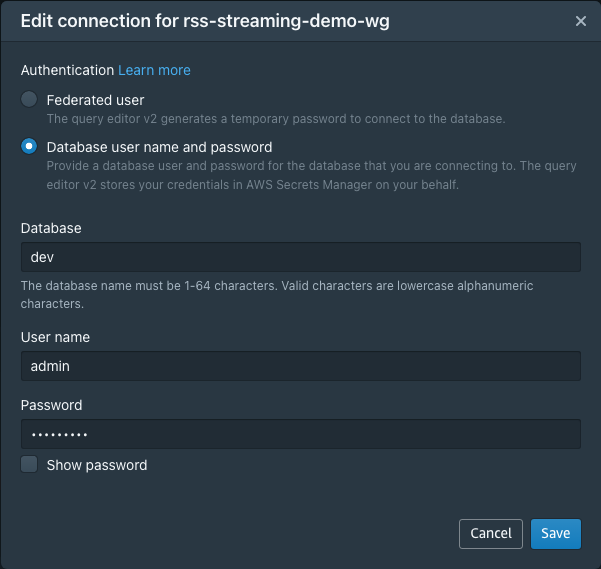 Edit connection for rss-streaming-demo-wg
Authentication Learn more
Federated user
The query editor v2 generates a temporary password to connect to the database.
Database user name and password
Provide a database user and password for the database that you are connecting to. The query
editor v2 stores your credentials in AWS Secrets Manager on your behalf.
Database
dev
The database name must be 1-64 characters. Valid characters are lowercase alphanumeric
characters.
User name
admin
Password
•••••••••
Show password
Cancel Save